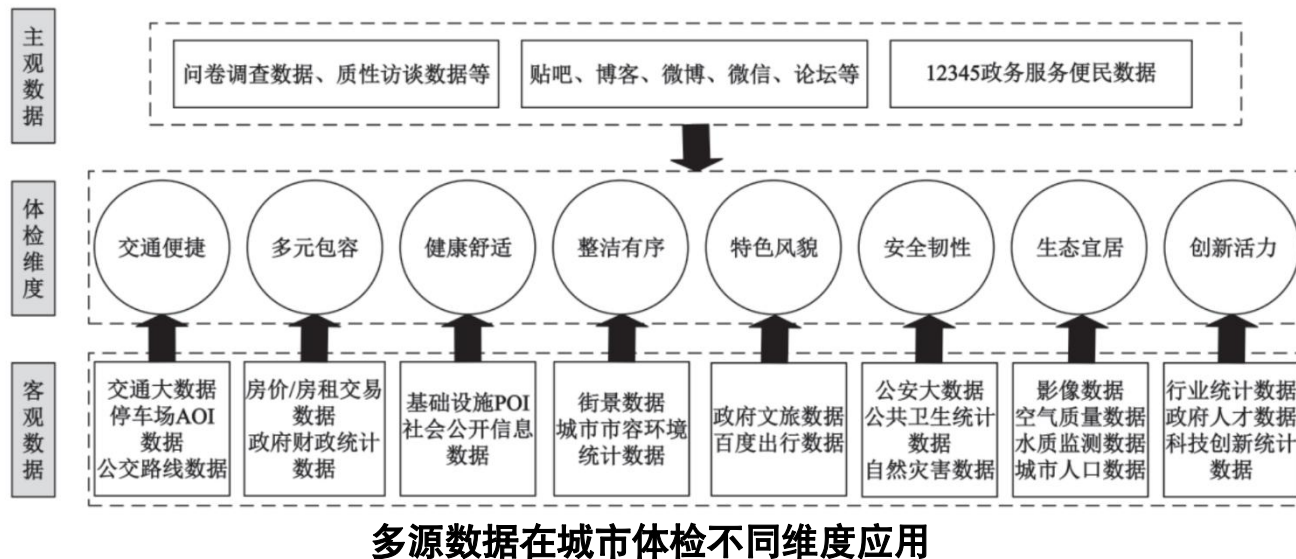 主观数据
问卷调查数据、质性访谈数据等
贴吧、博客、微博、微信、论坛等
12345政务服务便民数据
体检维度
交通便捷
多元包容
健康舒适
整洁有序
特色风貌
安全韧性
生态宜居
创新活力
客观数据
交通大数据
停车场AOI
数据
公交路线数据
房价/房租交易
数据
政府财政统计
数据
基础设施POI
社会公开信息
数据
街景数据
城市市容环境
统计数据
政府文旅数据
百度出行数据
公安大数据
公共卫生统计
数据
自然灾害数据
影像数据
空气质量数据
水质监测数据
城市人口数据
行业统计数据
政府人才数据
科技创新统计
数据
多源数据在城市体检不同维度应用